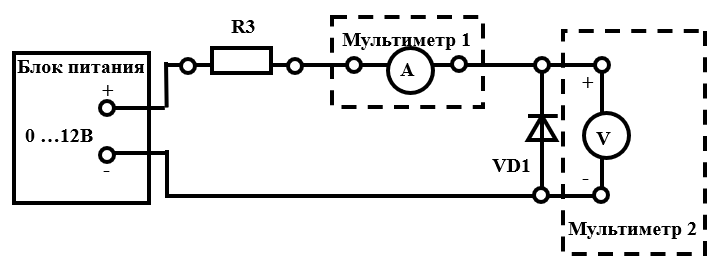 R3
Мультиметр 1
Блок питания
A
+
+
0 ...12В
V
VD1
-
-
Мультиметр 2